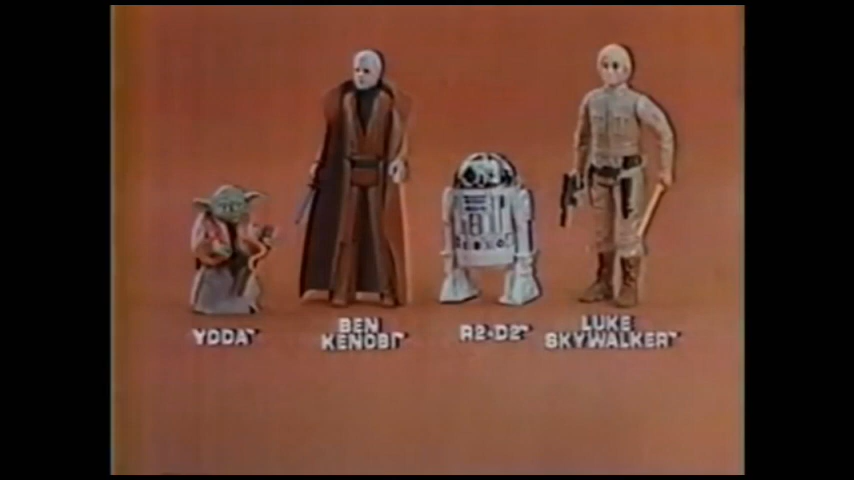 YODA™
BEN
KENOBI™
R2-D2™
LUKE
SKYWALKER™